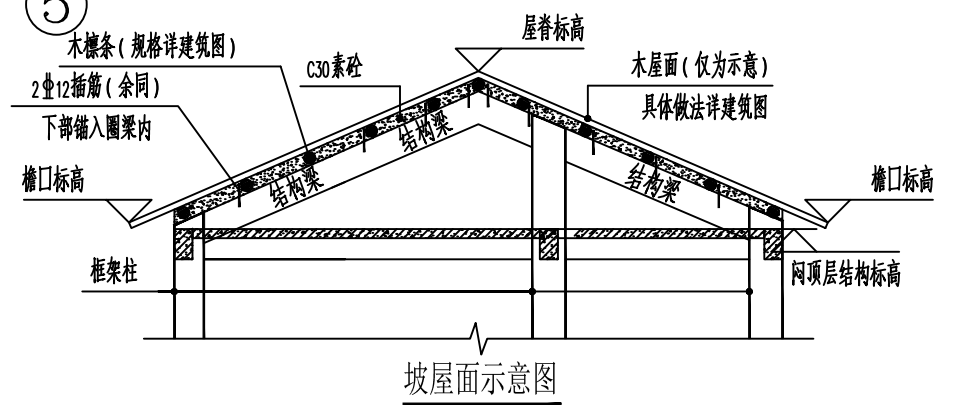 5
屋脊标高
木檩条(规格详建筑图)
C30素砼
木屋面(仅为示意)
2⌀12插筋(余同)
具体做法详建筑图
下部锚入圈梁内
结构梁
檐口标高
结构梁
结构梁
檐口标高
框架柱
闷顶层结构标高
坡屋面示意图